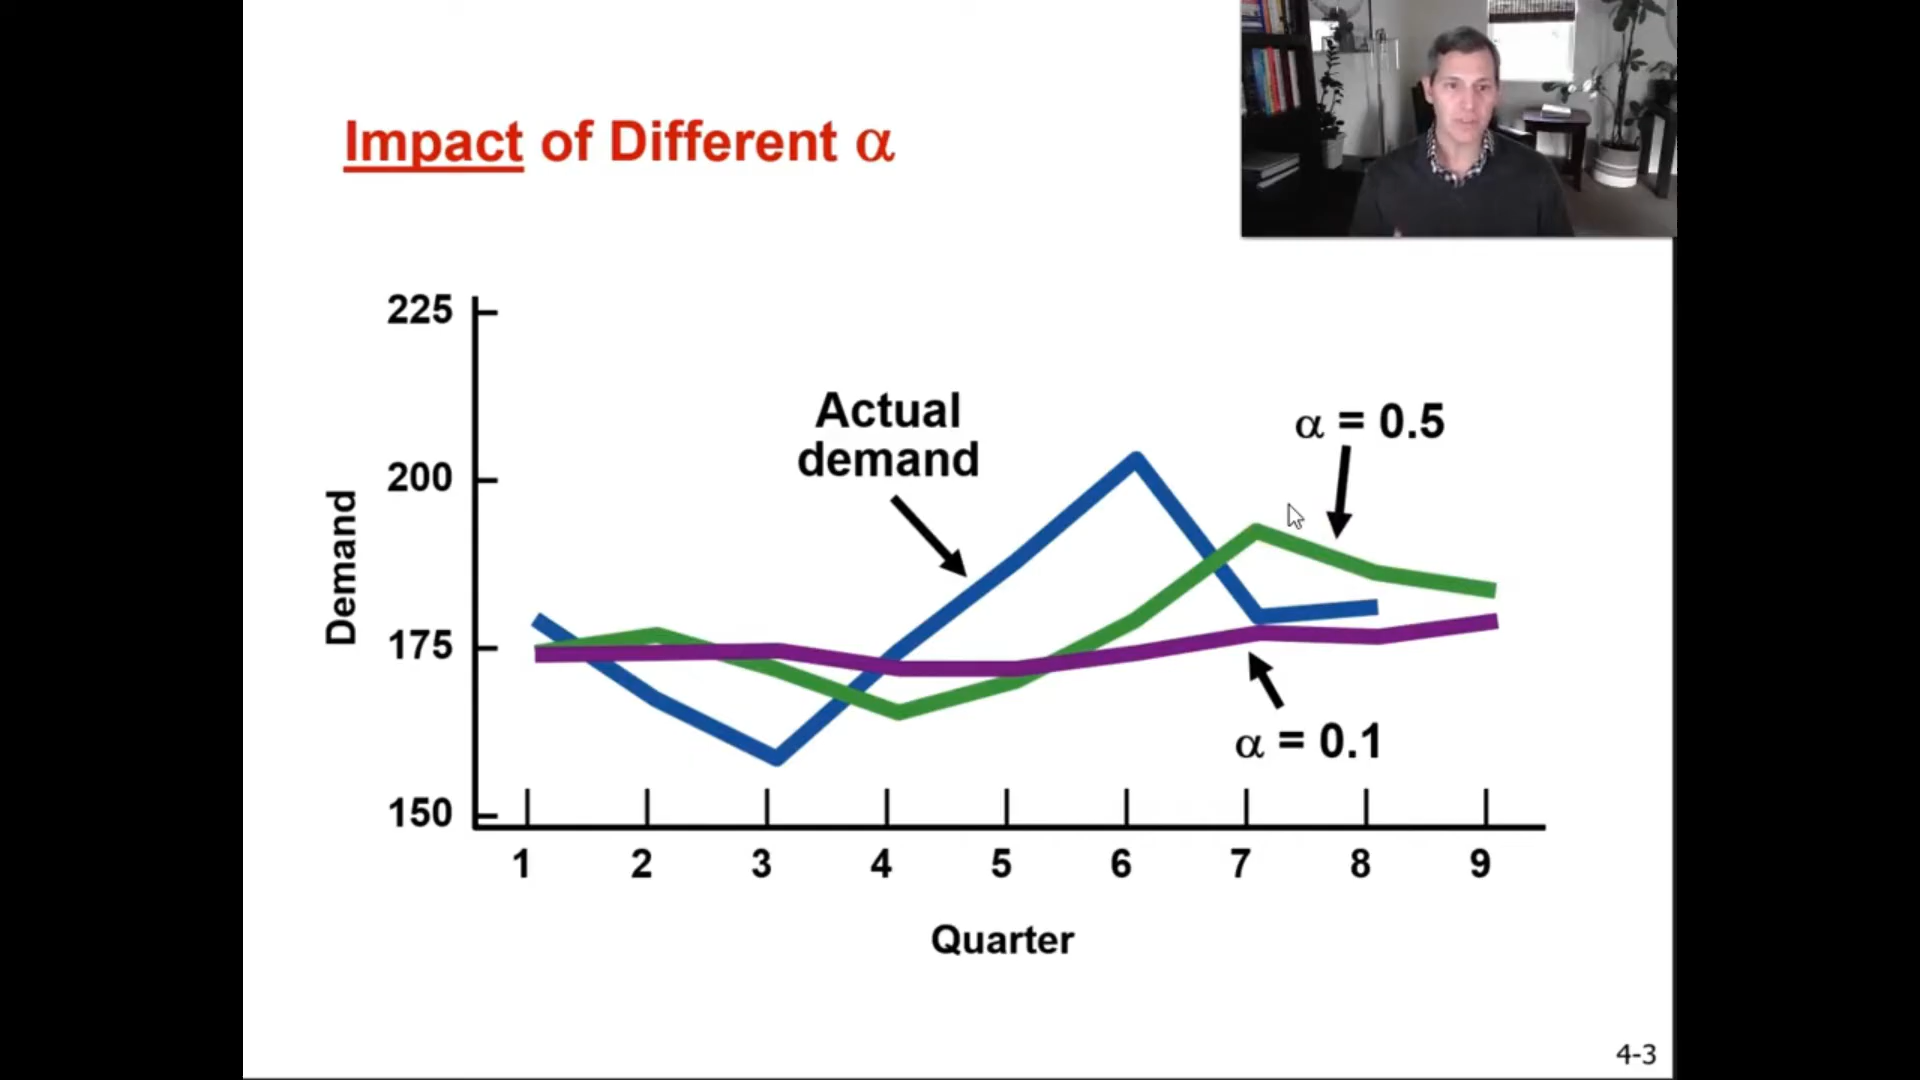 Impact of Different α
225
200
175
150
Demand
Actual
demand
α = 0.5
α = 0.1
1 2 3 4 5 6 7 8 9
Quarter
4-3